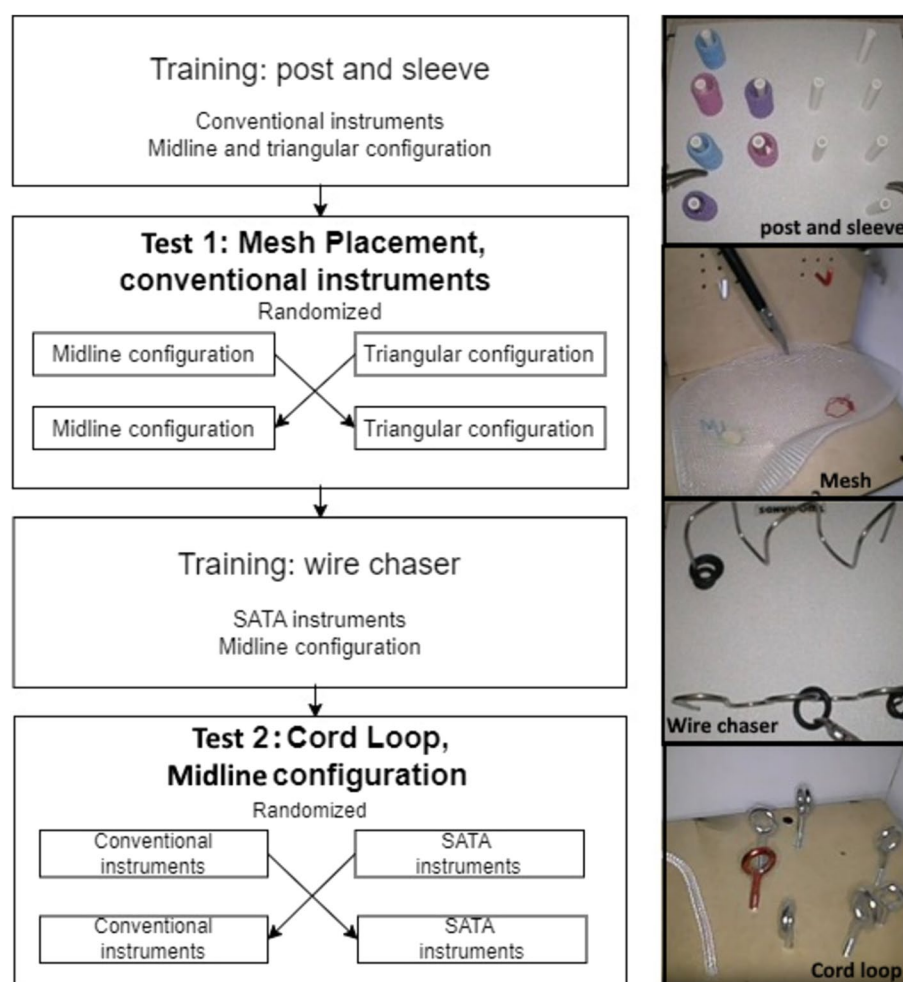 Training: post and sleeve
Conventional instruments
Midline and triangular configuration
Test 1: Mesh Placement,
conventional instruments
Randomized
Midline configuration
Triangular configuration
Midline configuration
Triangular configuration
Training: wire chaser
SATA instruments
Midline configuration
Test 2: Cord Loop,
Midline configuration
Randomized
Conventional
instruments
SATA
instruments
Conventional
instruments
SATA
instruments
post and sleeve
Mesh
Wire chaser
Cord loop